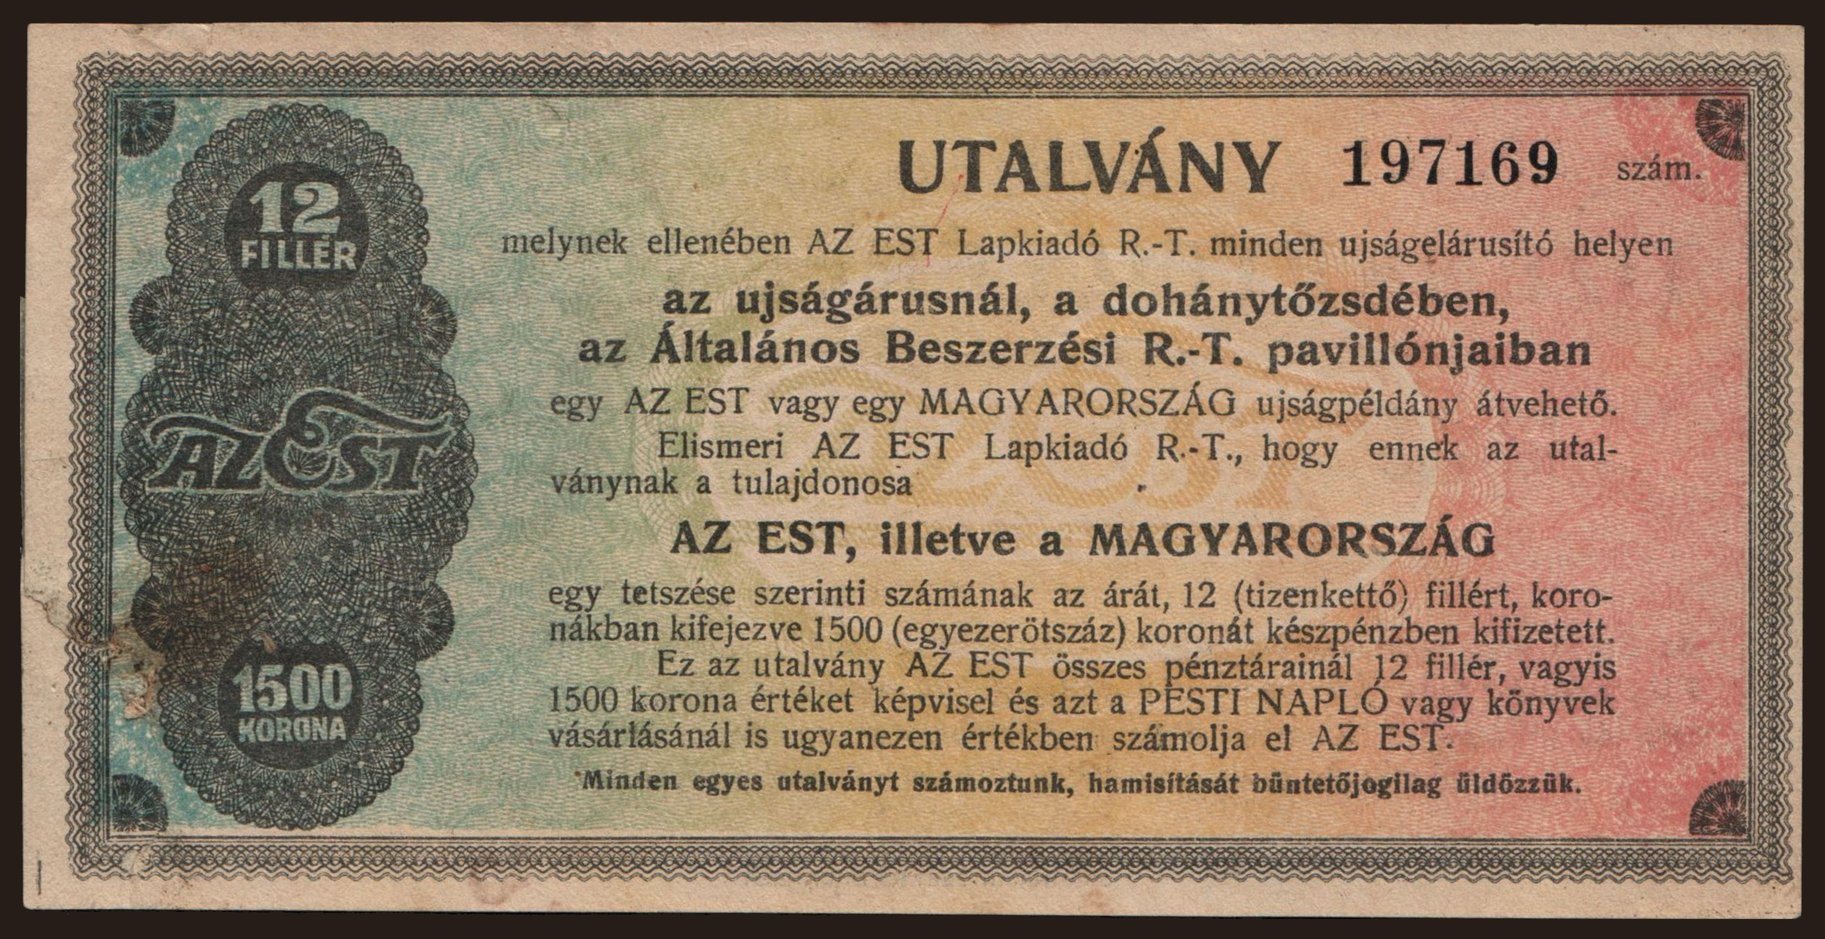 12
FILLÉR
AZ EST
1500
KORONA
UTALVÁNY 197169 szám.
melynek ellenében AZ EST Lapkiadó R.-T. minden ujságelárusító helyen
az ujságárusnál, a dohánytőzsdében,
az Általános Beszerzési R.-T. pavillónjaiban
egy AZ EST vagy egy MAGYARORSZÁG ujságpéldány átvehető.
Elismeri AZ EST Lapkiadó R.-T., hogy ennek az utal-
ványnak a tulajdonosa
AZ EST, illetve a MAGYARORSZÁG
egy tetszése szerinti számának az árát, 12 (tizenkettő) fillért, koro-
nákban kifejezve 1500 (egyezerötszáz) koronát készpénzben kifizetett.
Ez az utalvány AZ EST összes pénztárainál 12 fillér, vagyis
1500 korona értéket képvisel és azt a PESTI NAPLÓ vagy könyvek
vásárlásánál is ugyanezen értékben számolja el AZ EST.
Minden egyes utalványt számoztunk, hamisítását büntetőjogilag üldözzük.